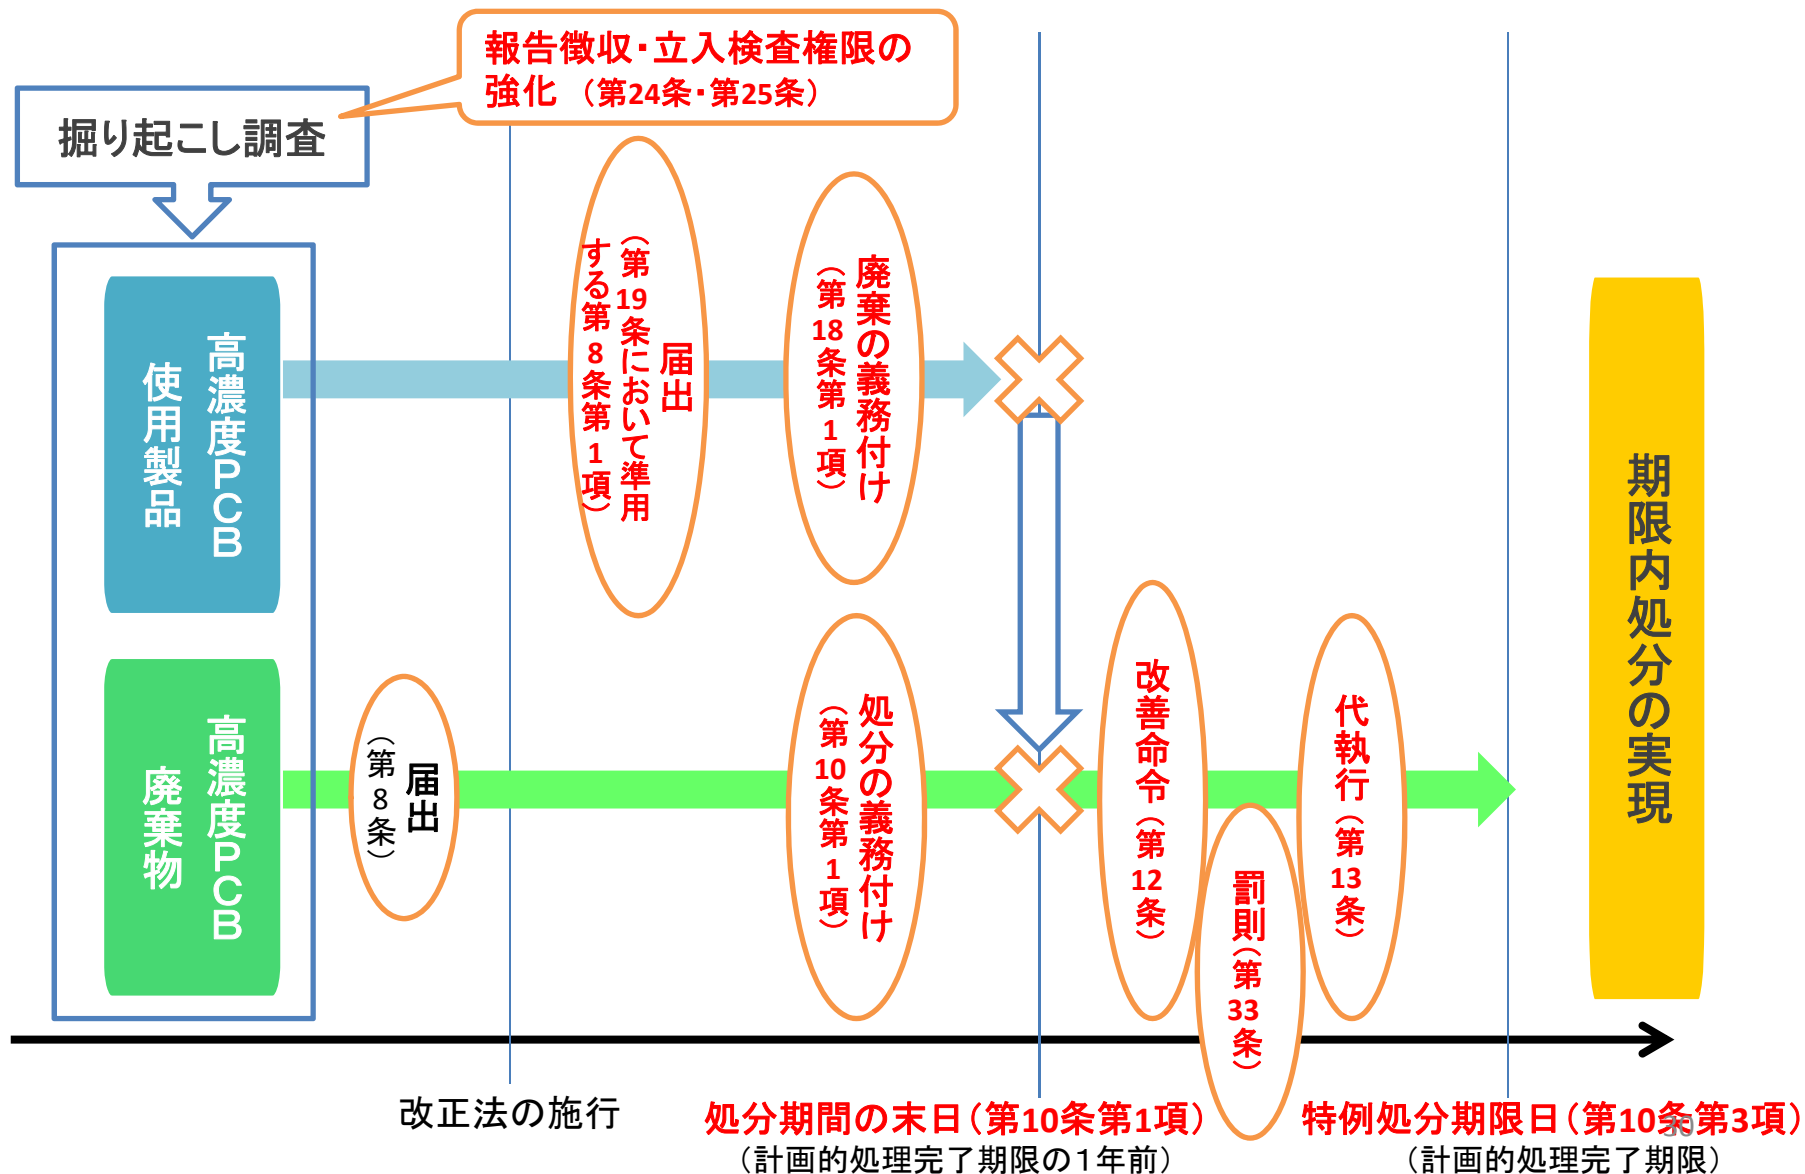 報告徴収・立入検査権限の
強化 （第24条・第25条）
掘り起こし調査
高濃度ＰＣＢ
使用製品
届出
（第19条において準用
する第8条第1項）
廃棄の義務付け
（第18条第1項）
高濃度ＰＣＢ
廃棄物
届出
（第8条）
処分の義務付け
（第10条第1項）
改善命令（第12条）
罰則（第33条）
代執行（第13条）
期限内処分の実現
改正法の施行
処分期間の末日（第10条第1項）
（計画的処理完了期限の１年前）
特例処分期限日（第10条第3項）
（計画的処理完了期限）
30